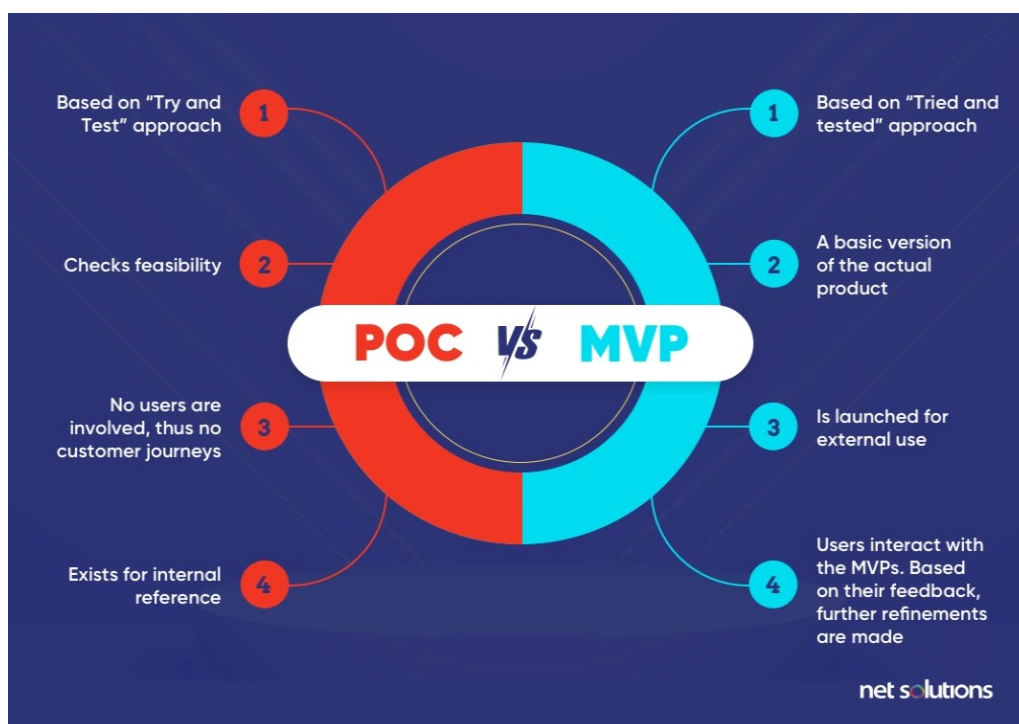 Based on “Try and
Test” approach
1
Checks feasibility
2
No users are
involved, thus no
customer journeys
3
Exists for internal
reference
4
POC VS MVP
1
Based on “Tried and
tested” approach
2
A basic version
of the actual
product
3
Is launched for
external use
4
Users interact with
the MVPs. Based
on their feedback,
further refinements
are made
net solutions